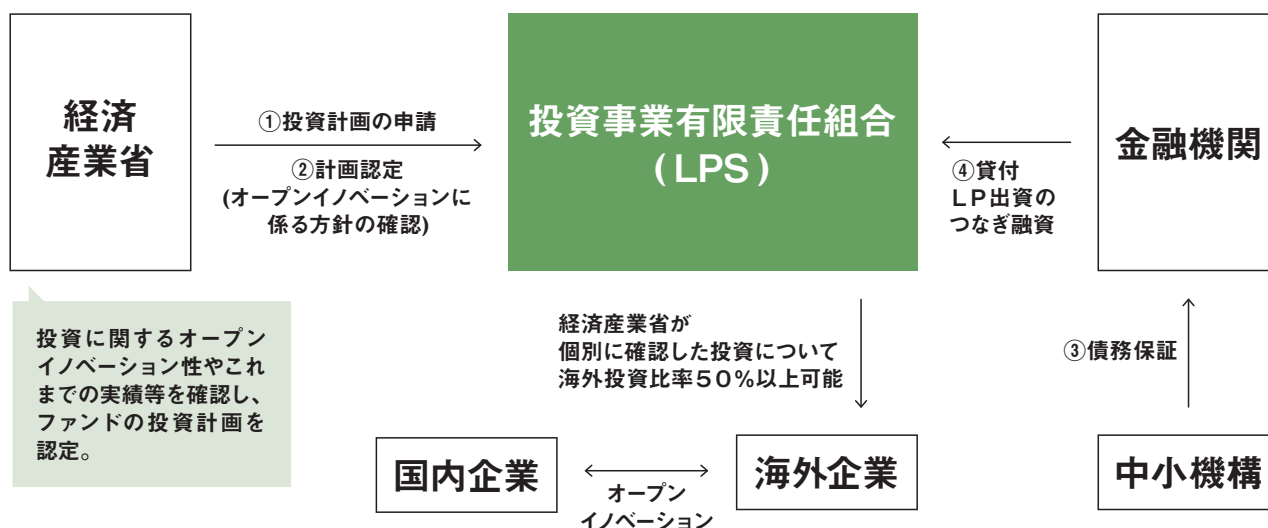 経済
産業省
①投資計画の申請
②計画認定
(オープンイノベーションに
係る方針の確認)
投資事業有限責任組合
(LPS)
④貸付
LP出資の
つなぎ融資
金融機関
投資に関するオープン
イノベーション性やこれ
までの実績等を確認し、
ファンドの投資計画を
認定。
経済産業省が
個別に確認した投資について
海外投資比率50%以上可能
③債務保証
国内企業
オープン
イノベーション
海外企業
中小機構